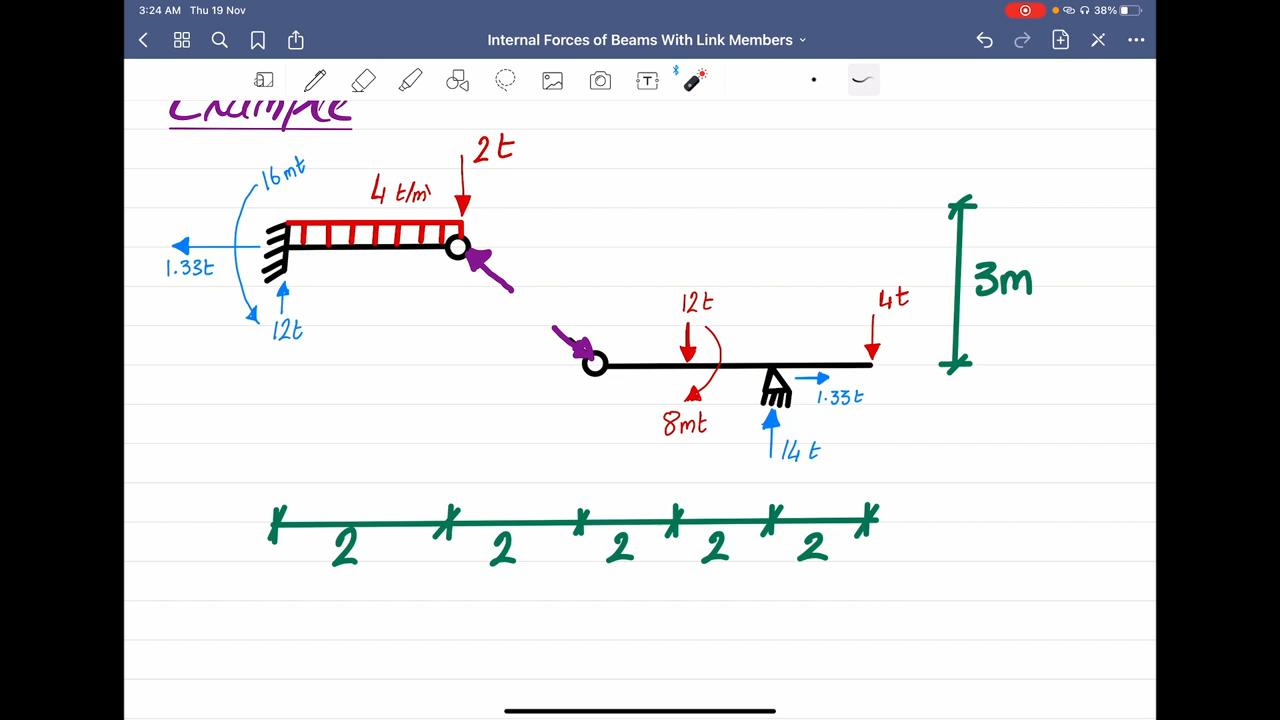 3:24 AM Thu 19 Nov
38%
Internal Forces of Beams With Link Members
T
Example
2t
16mt
4 t/m'
1.33t
12t
3m
12t
4t
1.33t
8mt
14t
2 2 2 2 2